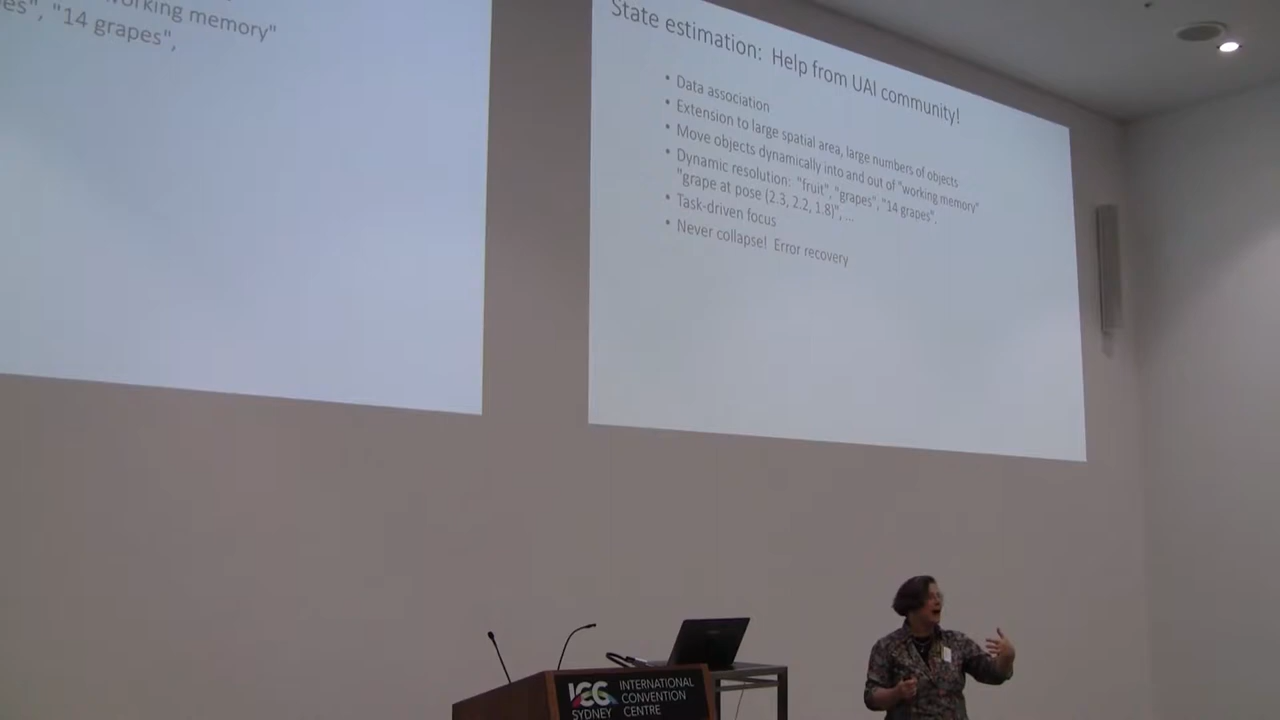 working memory"
es", "14 grapes",
State estimation: Help from UAI community!
• Data association
• Extension to large spatial area, large numbers of objects
• Move objects dynamically into and out of "working memory"
• Dynamic resolution: "fruit", "grapes", "14 grapes",
"grape at pose (2.3, 2.2, 1.8)", ...
• Task-driven focus
• Never collapse! Error recovery
ICC
SYDNEY
INTERNATIONAL
CONVENTION
CENTRE